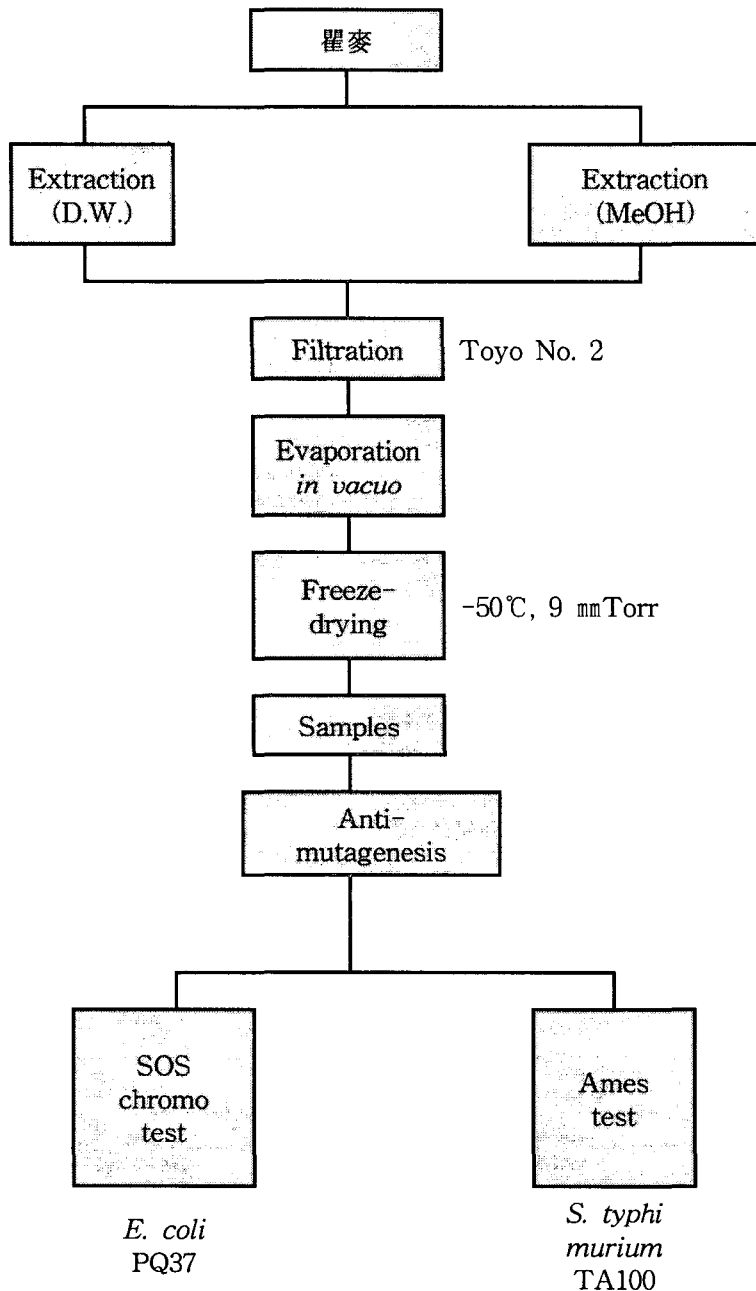 瞿麥
Extraction
(D.W.)
Extraction
(MeOH)
Filtration
Toyo No. 2
Evaporation
in vacuo
Freeze-
drying
-50℃, 9 mmTorr
Samples
Anti-
mutagenesis
SOS
chromo
test
Ames
test
E. coli
PQ37
S. typhi
murium
TA100